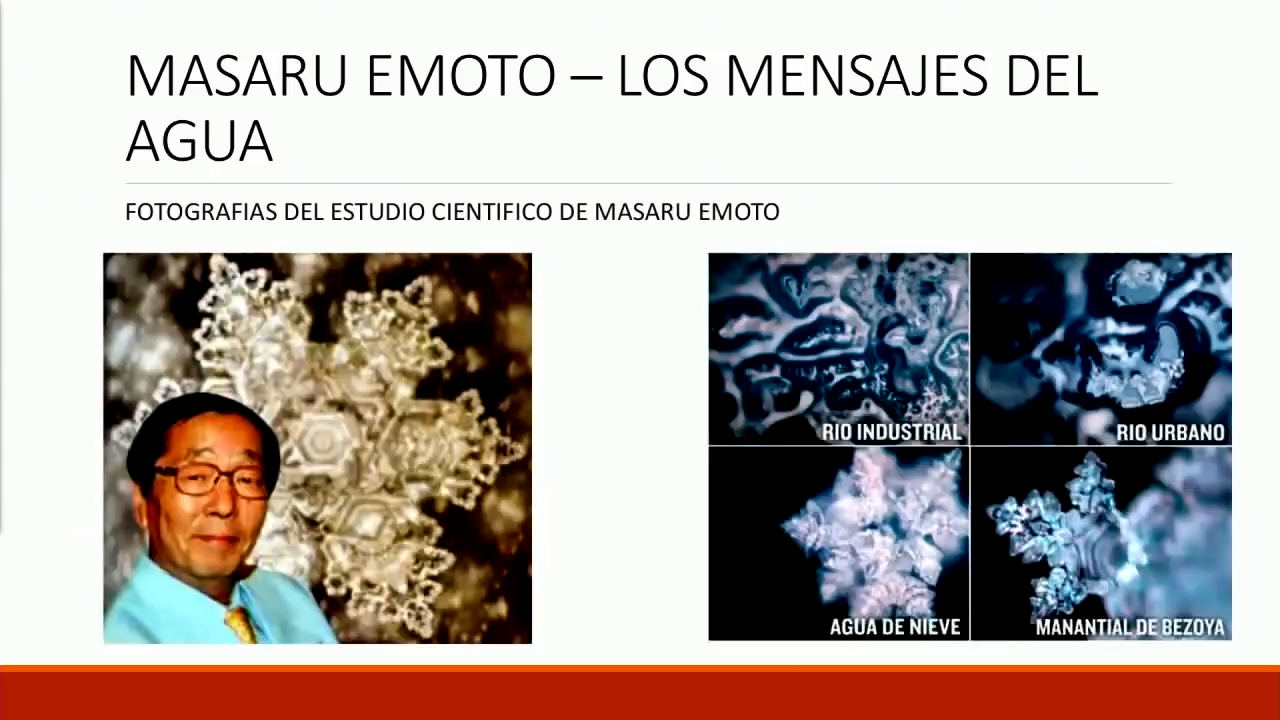 MASARU EMOTO – LOS MENSAJES DEL
AGUA
FOTOGRAFIAS DEL ESTUDIO CIENTIFICO DE MASARU EMOTO
RIO INDUSTRIAL
RIO URBANO
AGUA DE NIEVE
MANANTIAL DE BEZOYA